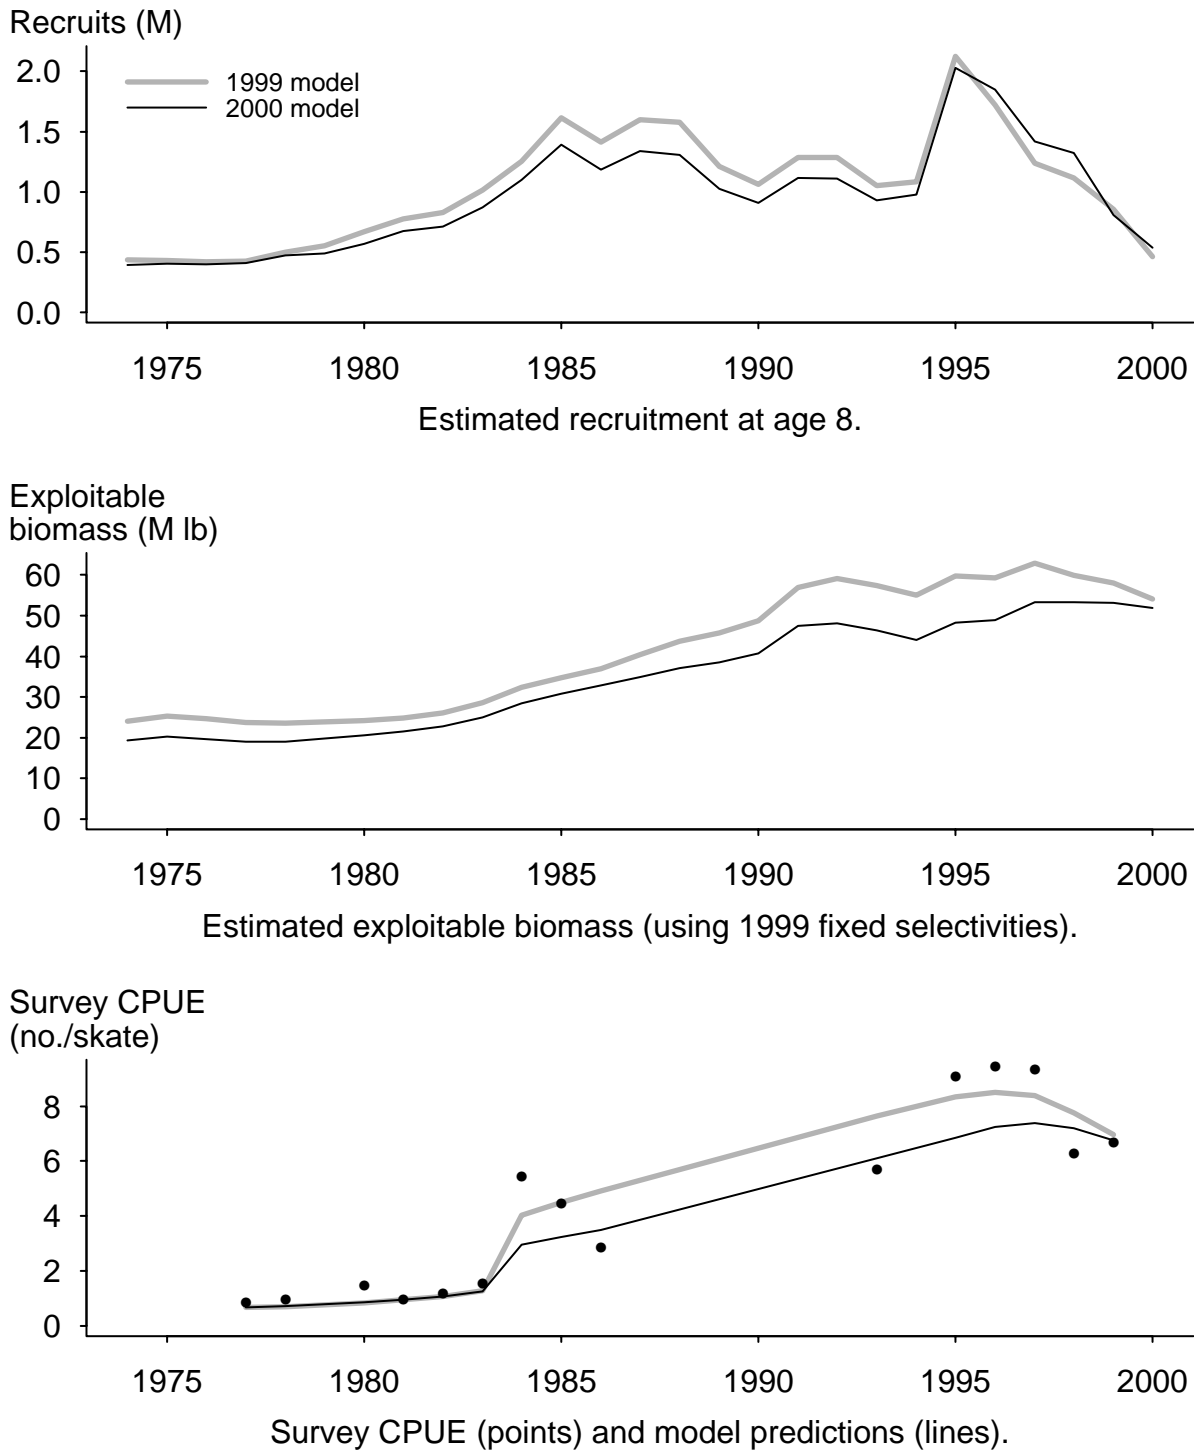 Recruits (M)
2.0
1.5
1.0
0.5
0.0
1999 model
2000 model
1975 1980 1985 1990 1995 2000
Estimated recruitment at age 8.
Exploitable
biomass (M lb)
60
50
40
30
20
10
0
1975 1980 1985 1990 1995 2000
Estimated exploitable biomass (using 1999 fixed selectivities).
Survey CPUE
(no./skate)
8
6
4
2
0
1975 1980 1985 1990 1995 2000
Survey CPUE (points) and model predictions (lines).